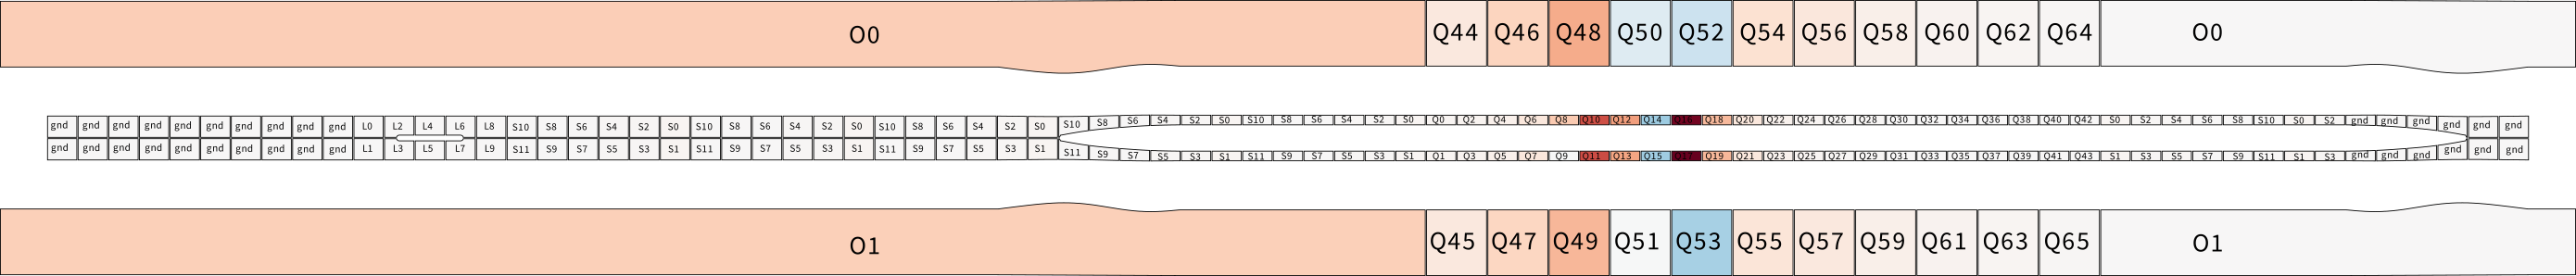 O0 Q44 Q46 Q48 Q50 Q52 Q54 Q56 Q58 Q60 Q62 Q64 O0
gnd gnd gnd gnd gnd gnd gnd gnd gnd gnd L0 L2 L4 L6 L8 S10 S8 S6 S4 S2 S0 S10 S8 S6 S4 S2 S0 S10 S8 S6 S4 S2 S0 S10 S8 S6 S4 S2 S0 S10 S8 S6 S4 S2 S0 Q0 Q2 Q4 Q6 Q8 Q10 Q12 Q14 Q16 Q18 Q20 Q22 Q24 Q26 Q28 Q30 Q32 Q34 Q36 Q38 Q40 Q42 S0 S2 S4 S6 S8 S10 S0 S2 gnd gnd gnd gnd gnd gnd
gnd gnd gnd gnd gnd gnd gnd gnd gnd gnd L1 L3 L5 L7 L9 S11 S9 S7 S5 S3 S1 S11 S9 S7 S5 S3 S1 S11 S9 S7 S5 S3 S1 S11 S9 S7 S5 S3 S1 S11 S9 S7 S5 S3 S1 Q1 Q3 Q5 Q7 Q9 Q11 Q13 Q15 Q17 Q19 Q21 Q23 Q25 Q27 Q29 Q31 Q33 Q35 Q37 Q39 Q41 Q43 S1 S3 S5 S7 S9 S11 S1 S3 gnd gnd gnd gnd gnd gnd
O1 Q45 Q47 Q49 Q51 Q53 Q55 Q57 Q59 Q61 Q63 Q65 O1